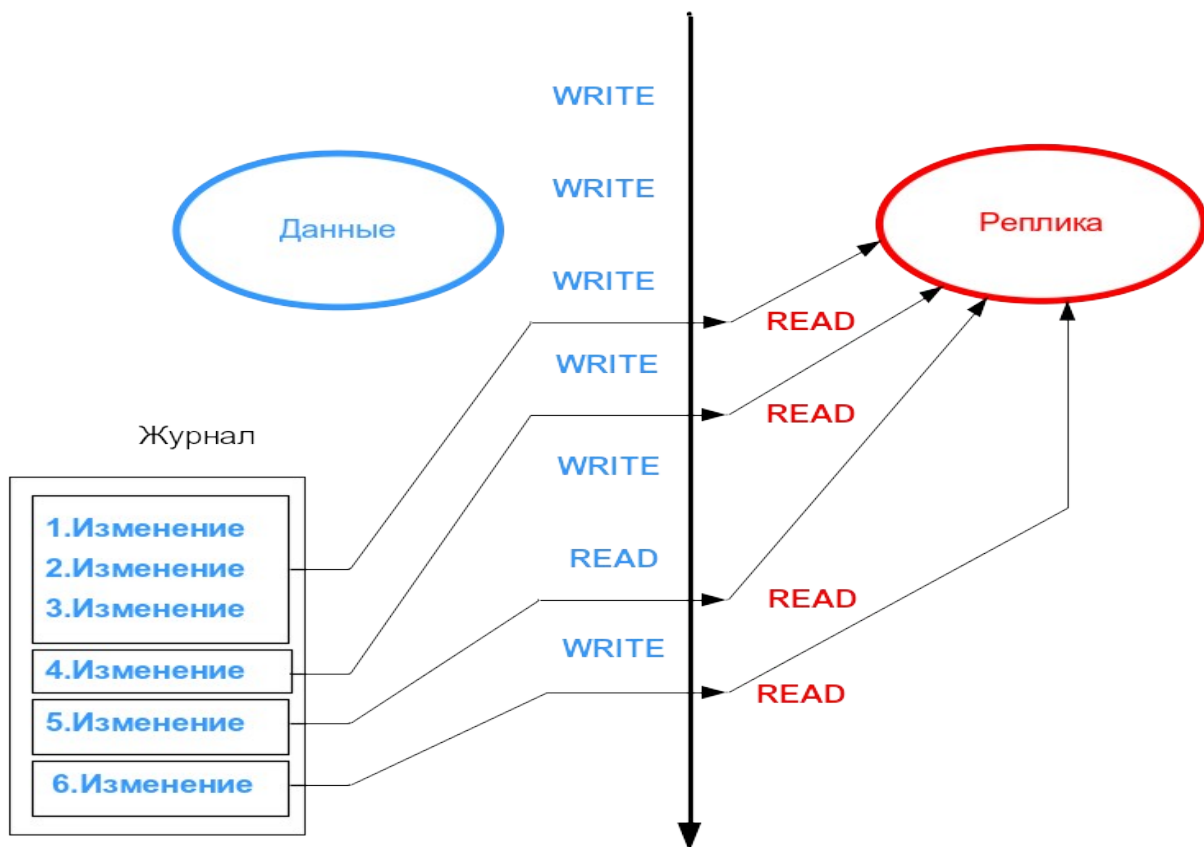 WRITE
WRITE
Данные
Реплика
WRITE
READ
WRITE
READ
Журнал
WRITE
1.Изменение
2.Изменение
3.Изменение
READ
READ
WRITE
4.Изменение
READ
5.Изменение
6.Изменение